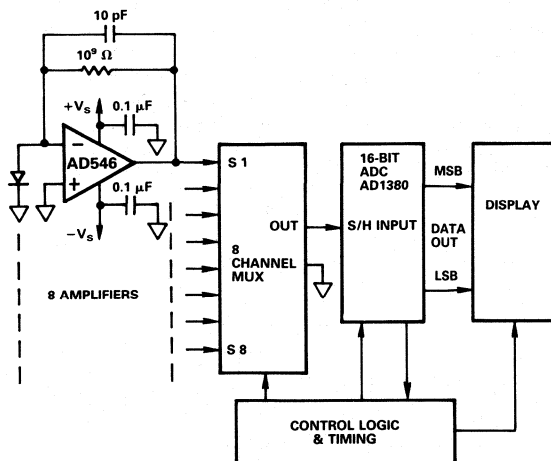 10 pF
10⁹ Ω
+Vs
0.1 µF
−
AD546
+
0.1 µF
−Vs
8 AMPLIFIERS
S 1
OUT
8
CHANNEL
MUX
S 8
16-BIT
ADC
AD1380
S/H INPUT
MSB
DATA
OUT
LSB
DISPLAY
CONTROL LOGIC
& TIMING